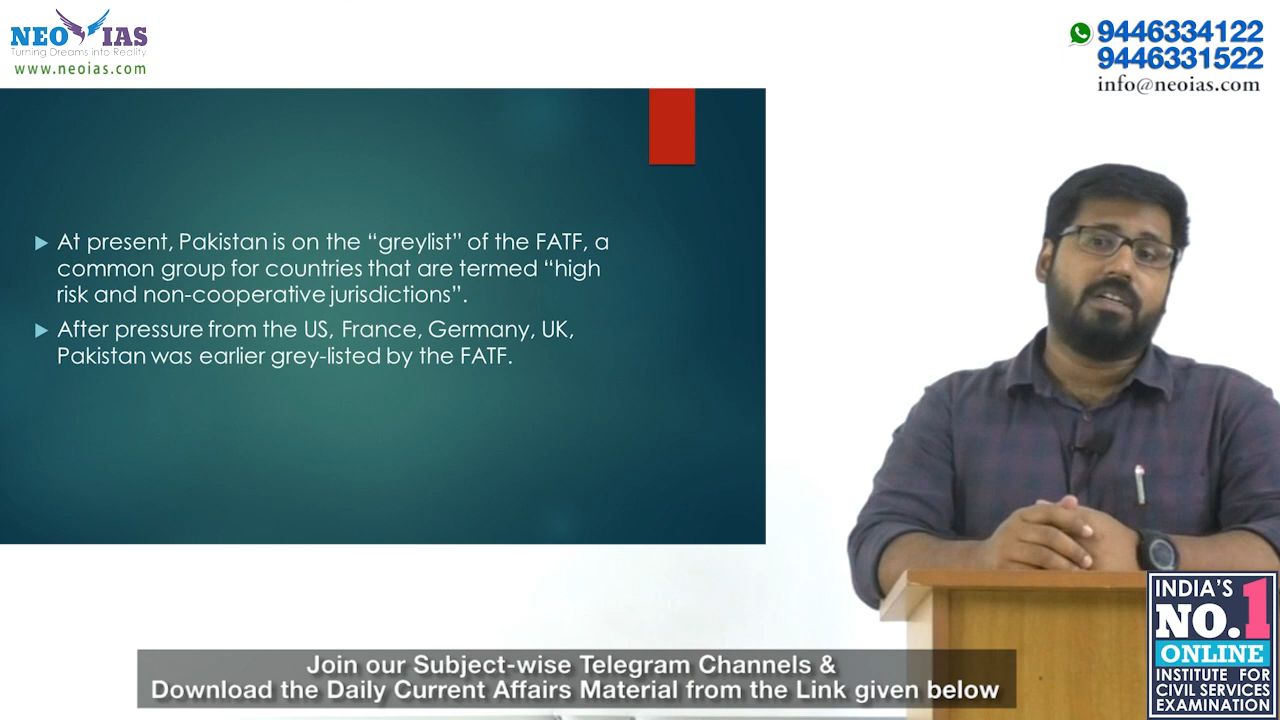 NEO IAS
Turning Dreams into Reality
www.neoias.com
9446334122
9446331522
info@neoias.com
At present, Pakistan is on the “greylist” of the FATF, a
common group for countries that are termed “high
risk and non-cooperative jurisdictions”.
After pressure from the US, France, Germany, UK,
Pakistan was earlier grey-listed by the FATF.
INDIA'S
NO.1
ONLINE
INSTITUTE FOR
CIVIL SERVICES
EXAMINATION
Join our Subject-wise Telegram Channels &
Download the Daily Current Affairs Material from the Link given below